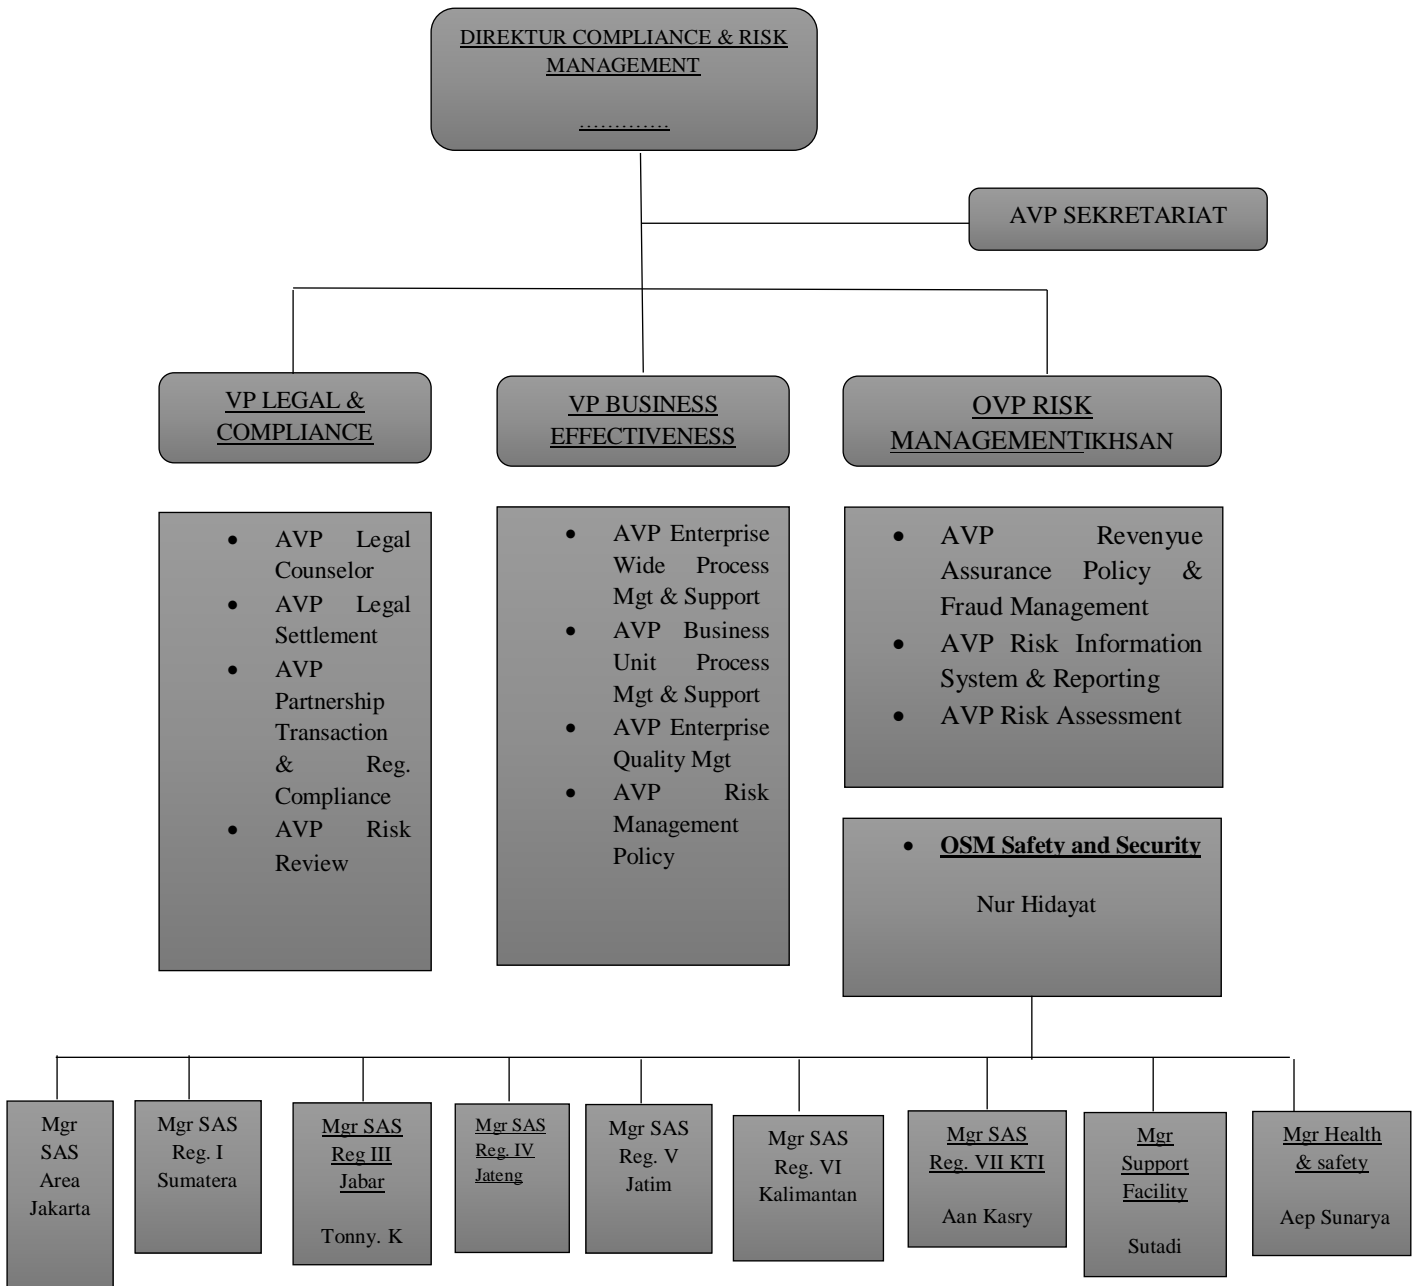 DIREKTUR COMPLIANCE & RISK
MANAGEMENT
.............
AVP SEKRETARIAT
VP LEGAL &
COMPLIANCE
VP BUSINESS
EFFECTIVENESS
OVP RISK
MANAGEMENTIKHSAN
• AVP Legal
Counselor
• AVP Legal
Settlement
• AVP
Partnership
Transaction
& Reg.
Compliance
• AVP Risk
Review
• AVP Enterprise
Wide Process
Mgt & Support
• AVP Business
Unit Process
Mgt & Support
• AVP Enterprise
Quality Mgt
• AVP Risk
Management
Policy
• AVP Revenyue
Assurance Policy &
Fraud Management
• AVP Risk Information
System & Reporting
• AVP Risk Assessment
• OSM Safety and Security
Nur Hidayat
Mgr
SAS
Area
Jakarta
Mgr SAS
Reg. I
Sumatera
Mgr SAS
Reg III
Jabar
Tonny. K
Mgr SAS
Reg. IV
Jateng
Mgr SAS
Reg. V
Jatim
Mgr SAS
Reg. VI
Kalimantan
Mgr SAS
Reg. VII KTI
Aan Kasry
Mgr
Support
Facility
Sutadi
Mgr Health
& safety
Aep Sunarya